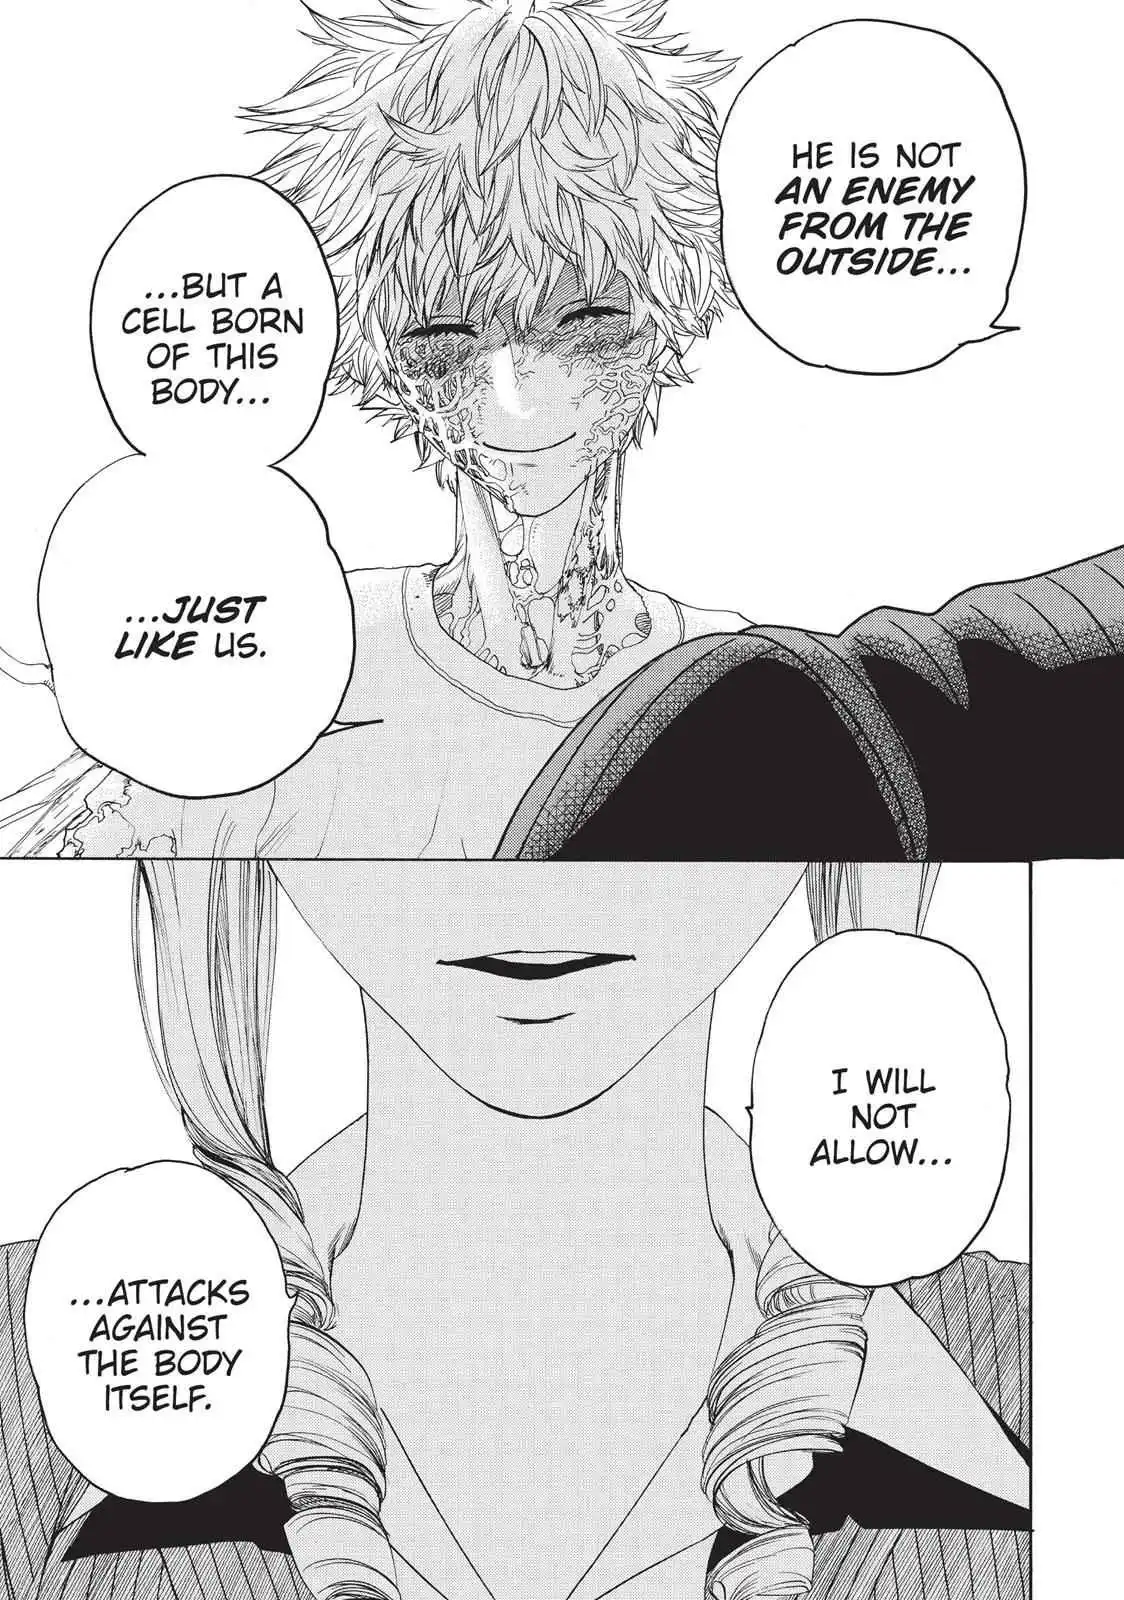 HE IS NOT
AN ENEMY
FROM THE
OUTSIDE...
...BUT A
CELL BORN
OF THIS
BODY...
...JUST
LIKE US.
I WILL
NOT
ALLOW...
...ATTACKS
AGAINST
THE BODY
ITSELF.